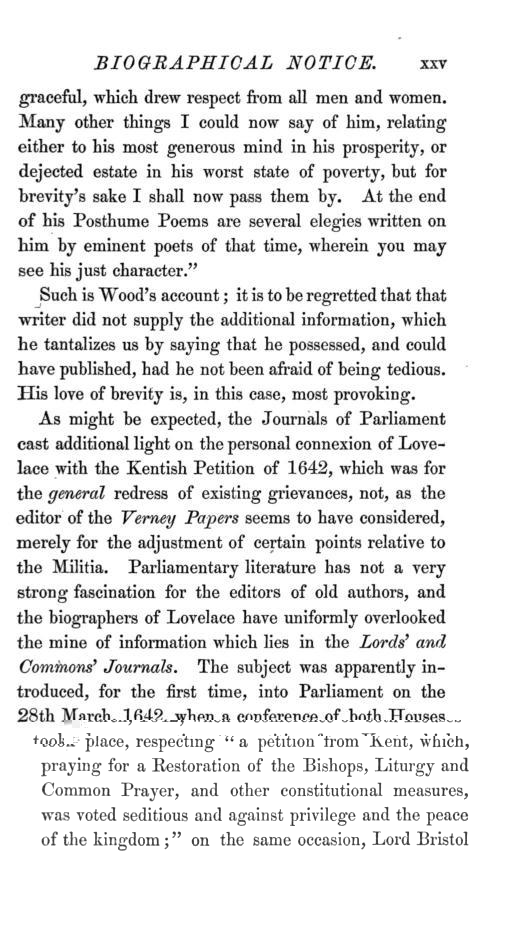 BIOGRAPHICAL NOTICE. xxv
graceful, which drew respect from all men and women.
Many other things I could now say of him, relating
either to his most generous mind in his prosperity, or
dejected estate in his worst state of poverty, but for
brevity's sake I shall now pass them by. At the end
of his Posthume Poems are several elegies written on
him by eminent poets of that time, wherein you may
see his just character."
Such is Wood's account; it is to be regretted that that
writer did not supply the additional information, which
he tantalizes us by saying that he possessed, and could
have published, had he not been afraid of being tedious.
His love of brevity is, in this case, most provoking.
As might be expected, the Journals of Parliament
cast additional light on the personal connexion of Love-
lace with the Kentish Petition of 1642, which was for
the general redress of existing grievances, not, as the
editor of the Verney Papers seems to have considered,
merely for the adjustment of certain points relative to
the Militia. Parliamentary literature has not a very
strong fascination for the editors of old authors, and
the biographers of Lovelace have uniformly overlooked
the mine of information which lies in the Lords' and
Commons' Journals. The subject was apparently in-
troduced, for the first time, into Parliament on the
28th March, 1642, when a conference of both Houses
took place, respecting "a petition from Kent, which,
praying for a Restoration of the Bishops, Liturgy and
Common Prayer, and other constitutional measures,
was voted seditious and against privilege and the peace
of the kingdom;" on the same occasion, Lord Bristol